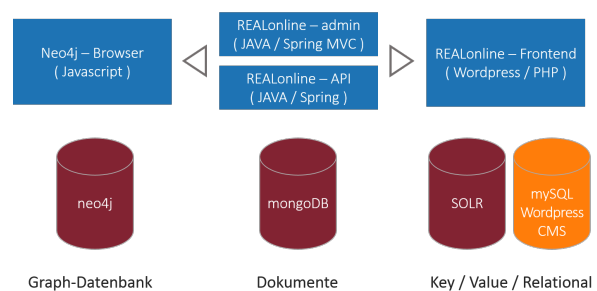 Neo4j – Browser
( Javascript )
REALonline – admin
( JAVA / Spring MVC )
REALonline – API
( JAVA / Spring )
REALonline – Frontend
( Wordpress / PHP )
neo4j
mongoDB
SOLR
mySQL
Wordpress
CMS
Graph-Datenbank
Dokumente
Key / Value / Relational